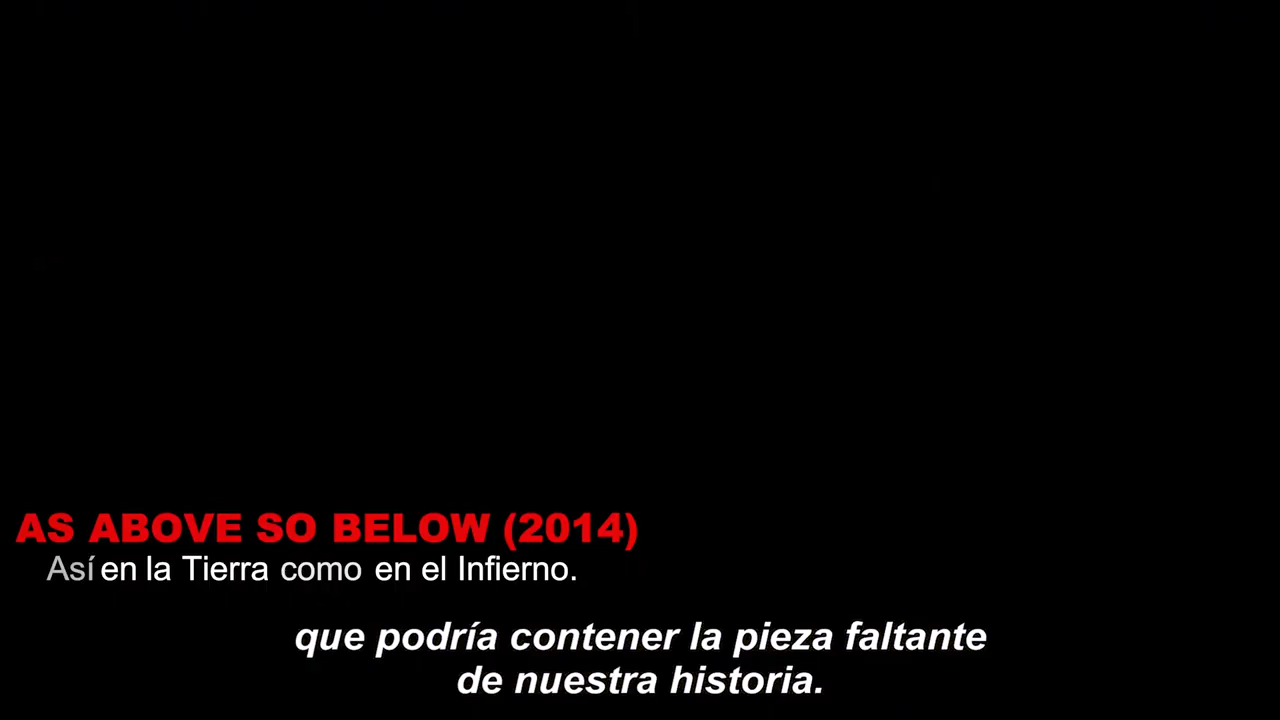 AS ABOVE SO BELOW (2014)
Así en la Tierra como en el Infierno.
que podría contener la pieza faltante
de nuestra historia.